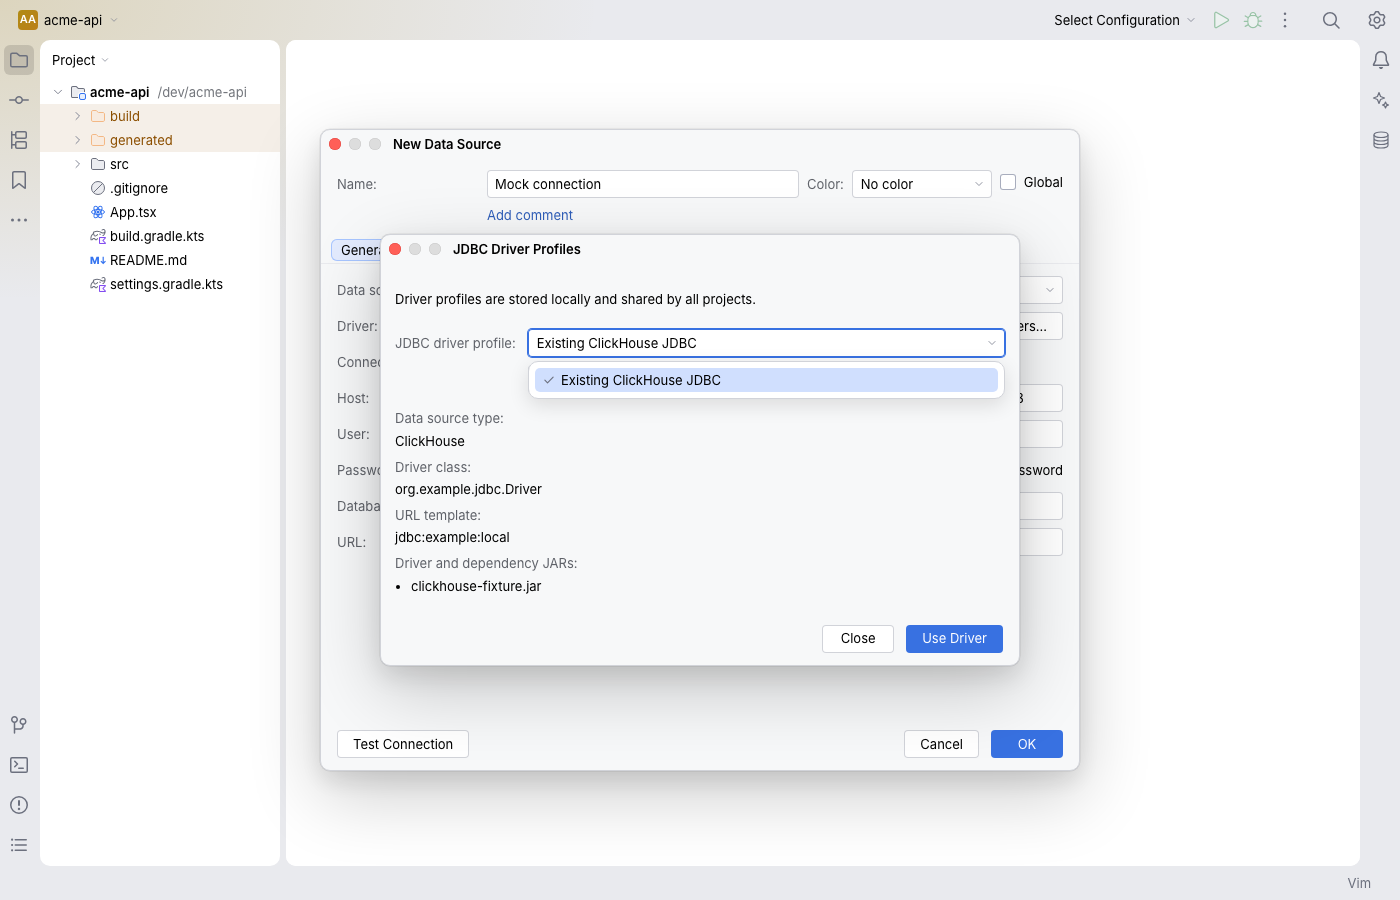 AA acme-api
Select Configuration
Project
acme-api /dev/acme-api
build
generated
src
.gitignore
App.tsx
build.gradle.kts
M↓ README.md
settings.gradle.kts
New Data Source
Name: Mock connection Color: No color Global
Add comment
Genera
JDBC Driver Profiles
Data so
Driver: ers...
Connec
Host:
User:
Passwo ssword
Databa
URL:
Driver profiles are stored locally and shared by all projects.
JDBC driver profile: Existing ClickHouse JDBC
Existing ClickHouse JDBC
Data source type:
ClickHouse
Driver class:
org.example.jdbc.Driver
URL template:
jdbc:example:local
Driver and dependency JARs:
• clickhouse-fixture.jar
Close Use Driver
Test Connection Cancel OK
Vim